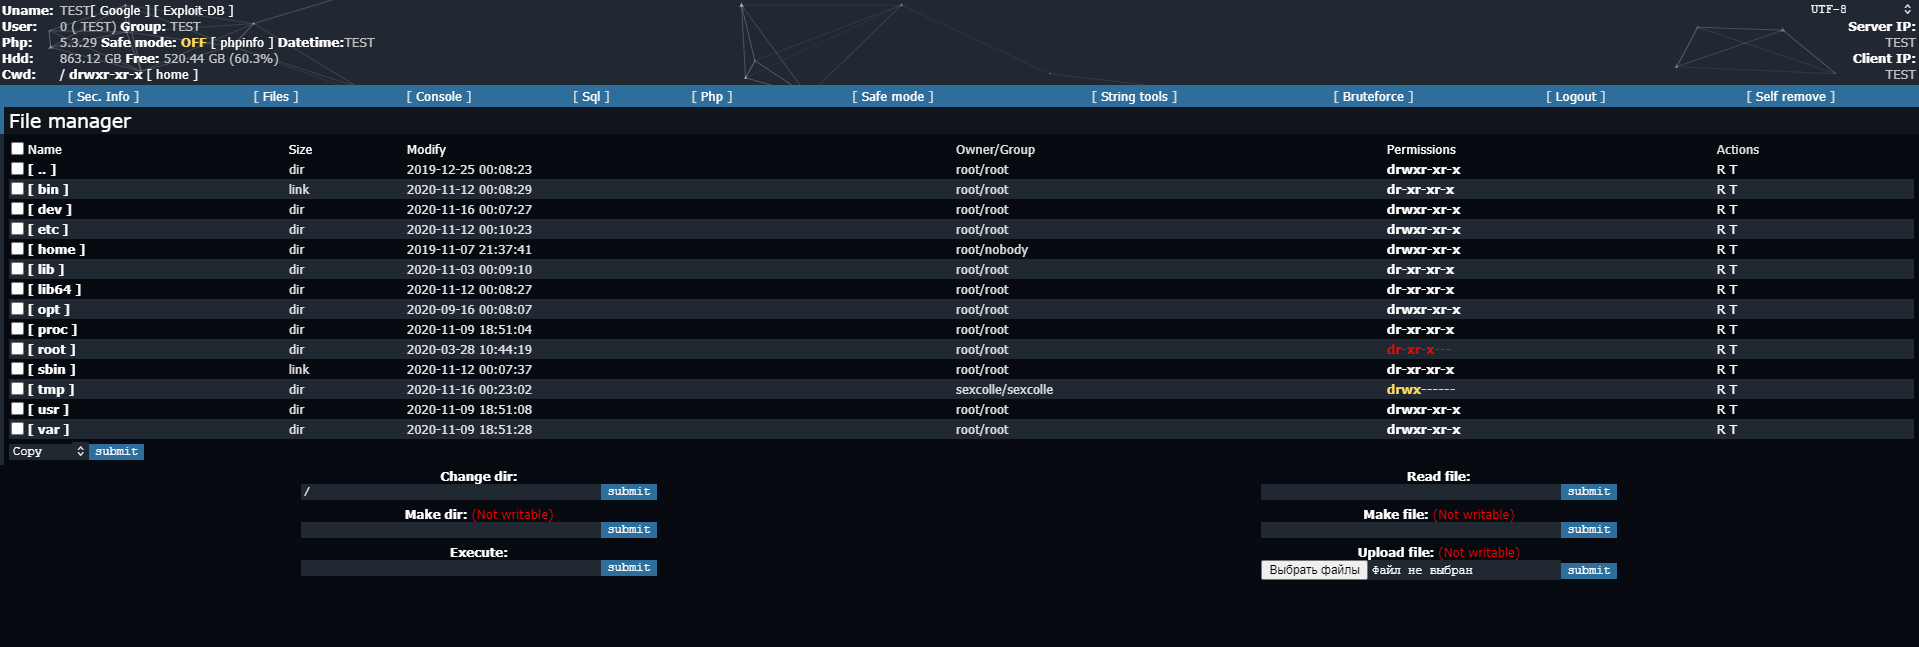 Uname: TEST[ Google ] [ Exploit-DB ]
UTF-8
User: 0 ( TEST) Group: TEST
Server IP:
Php: 5.3.29 Safe mode: OFF [ phpinfo ] Datetime:TEST
TEST
Hdd: 863.12 GB Free: 520.44 GB (60.3%)
Client IP:
Cwd: / drwxr-xr-x [ home ]
TEST
[ Sec. Info ] [ Files ] [ Console ] [ Sql ] [ Php ] [ Safe mode ] [ String tools ] [ Bruteforce ] [ Logout ] [ Self remove ]
File manager
Name Size Modify Owner/Group Permissions Actions
[ .. ] dir 2019-12-25 00:08:23 root/root drwxr-xr-x R T
[ bin ] link 2020-11-12 00:08:29 root/root dr-xr-xr-x R T
[ dev ] dir 2020-11-16 00:07:27 root/root drwxr-xr-x R T
[ etc ] dir 2020-11-12 00:10:23 root/root drwxr-xr-x R T
[ home ] dir 2019-11-07 21:37:41 root/nobody drwxr-xr-x R T
[ lib ] dir 2020-11-03 00:09:10 root/root dr-xr-xr-x R T
[ lib64 ] dir 2020-11-12 00:08:27 root/root dr-xr-xr-x R T
[ opt ] dir 2020-09-16 00:08:07 root/root drwxr-xr-x R T
[ proc ] dir 2020-11-09 18:51:04 root/root dr-xr-xr-x R T
[ root ] dir 2020-03-28 10:44:19 root/root dr-xr-x--- R T
[ sbin ] link 2020-11-12 00:07:37 root/root dr-xr-xr-x R T
[ tmp ] dir 2020-11-16 00:23:02 sexcolle/sexcolle drwx------ R T
[ usr ] dir 2020-11-09 18:51:08 root/root drwxr-xr-x R T
[ var ] dir 2020-11-09 18:51:28 root/root drwxr-xr-x R T
Copy submit
Change dir:
/ submit
Make dir: (Not writable)
submit
Execute:
submit
Read file:
submit
Make file: (Not writable)
submit
Upload file: (Not writable)
Выбрать файлы Файл не выбран submit